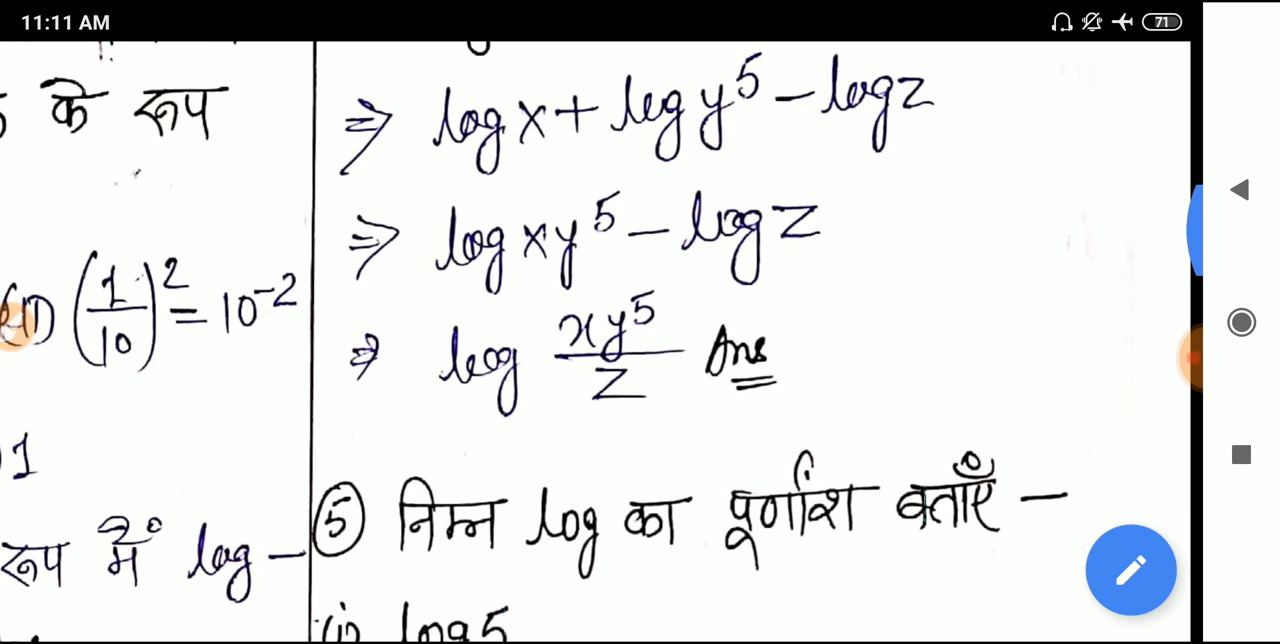 11:11 AM
71
के रूप
(1/10)² = 10⁻²
1
रूप में log –
⇒ log x + log y⁵ – log z
⇒ log xy⁵ – log z
⇒ log xy⁵/z Ans
⑤ निम्न log का पूर्णांश बताएँ –
(i) log 5